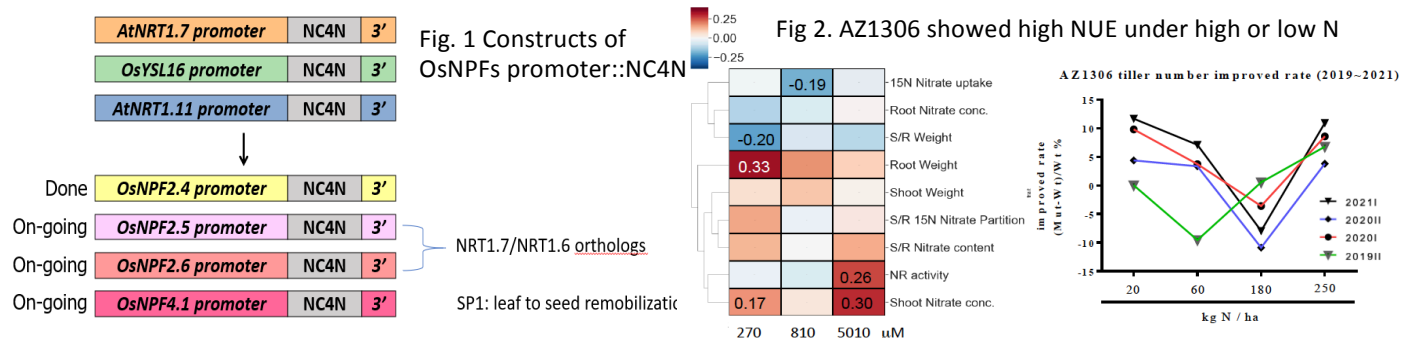 AtNRT1.7 promoter NC4N 3’
OsYSL16 promoter NC4N 3’
AtNRT1.11 promoter NC4N 3’
Done OsNPF2.4 promoter NC4N 3’
On-going OsNPF2.5 promoter NC4N 3’
On-going OsNPF2.6 promoter NC4N 3’
On-going OsNPF4.1 promoter NC4N 3’
NRT1.7/NRT1.6 orthologs
SP1: leaf to seed remobilizatic
Fig. 1 Constructs of
OsNPFs promoter::NC4N
Fig 2. AZ1306 showed high NUE under high or low N
0.25
0.00
−0.25
-0.19 15N Nitrate uptake
Root Nitrate conc.
-0.20 S/R Weight
0.33 Root Weight
Shoot Weight
S/R 15N Nitrate Partition
S/R Nitrate content
0.26 NR activity
0.17 0.30 Shoot Nitrate conc.
270 810 5010 uM
AZ1306 tiller number improved rate (2019~2021)
improved rate
(Mut-Wt)/Wt %
15
10
5
0
-5
-10
-15
2021I
2020II
2020I
2019II
20 60 180 250
kg N / ha